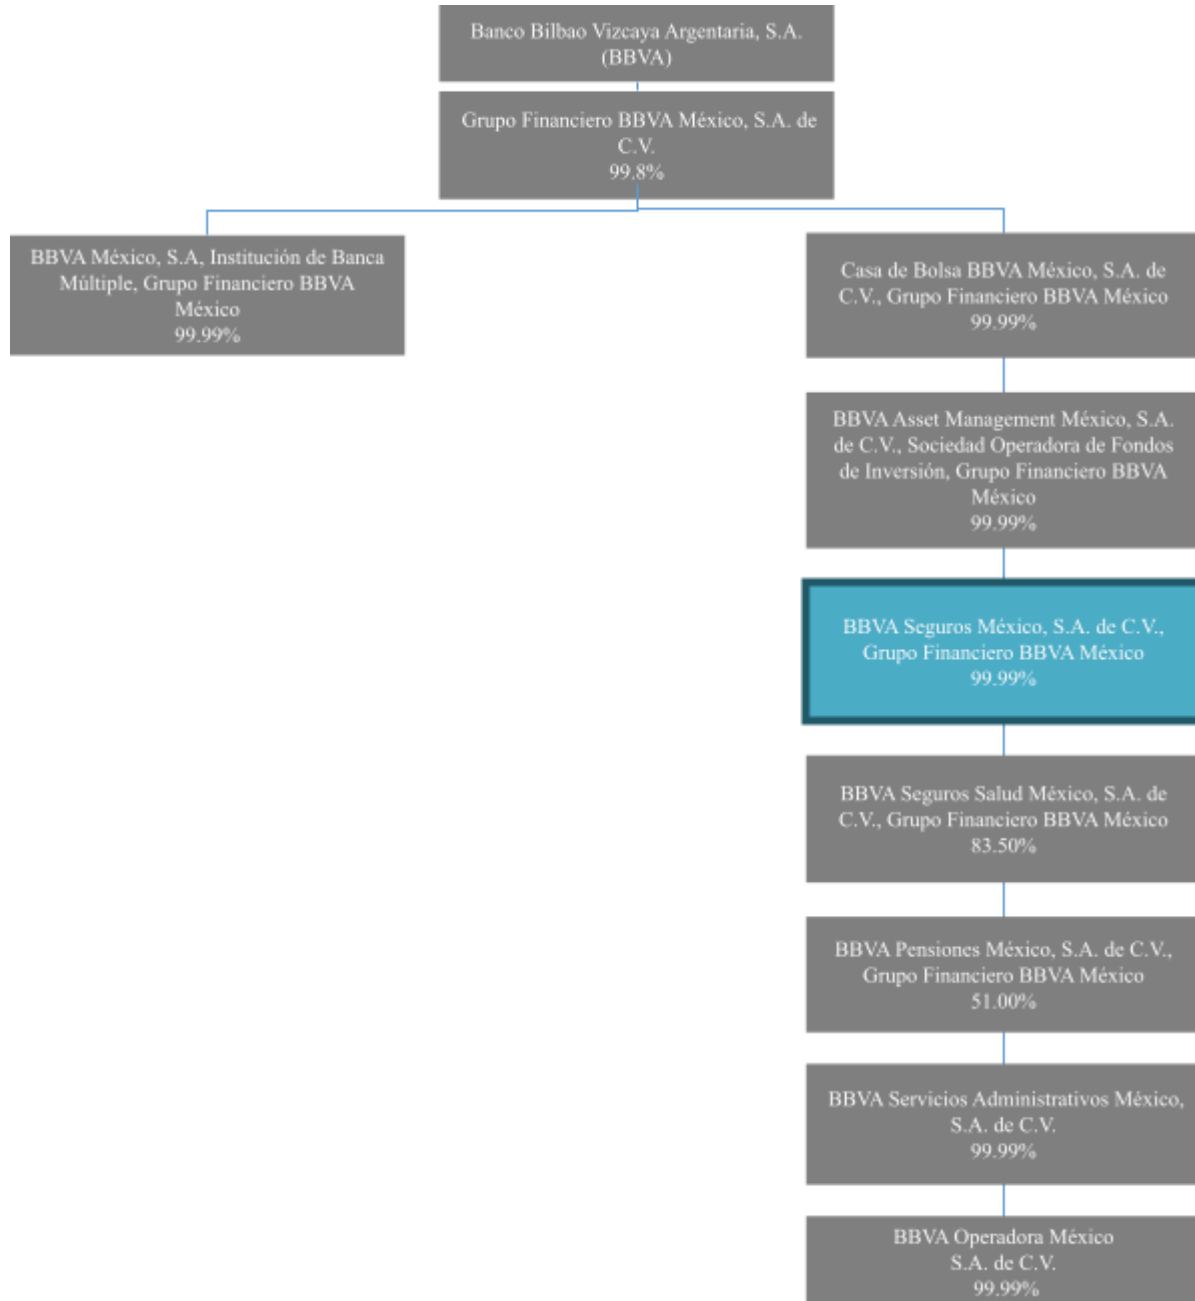 Banco Bilbao Vizcaya Argentaria, S.A.
(BBVA)
Grupo Financiero BBVA México, S.A. de
C.V.
99.8%
BBVA México, S.A, Institución de Banca
Múltiple, Grupo Financiero BBVA
México
99.99%
Casa de Bolsa BBVA México, S.A. de
C.V., Grupo Financiero BBVA México
99.99%
BBVA Asset Management México, S.A.
de C.V., Sociedad Operadora de Fondos
de Inversión, Grupo Financiero BBVA
México
99.99%
BBVA Seguros México, S.A. de C.V.,
Grupo Financiero BBVA México
99.99%
BBVA Seguros Salud México, S.A. de
C.V., Grupo Financiero BBVA México
83.50%
BBVA Pensiones México, S.A. de C.V.,
Grupo Financiero BBVA México
51.00%
BBVA Servicios Administrativos México,
S.A. de C.V.
99.99%
BBVA Operadora México
S.A. de C.V.
99.99%